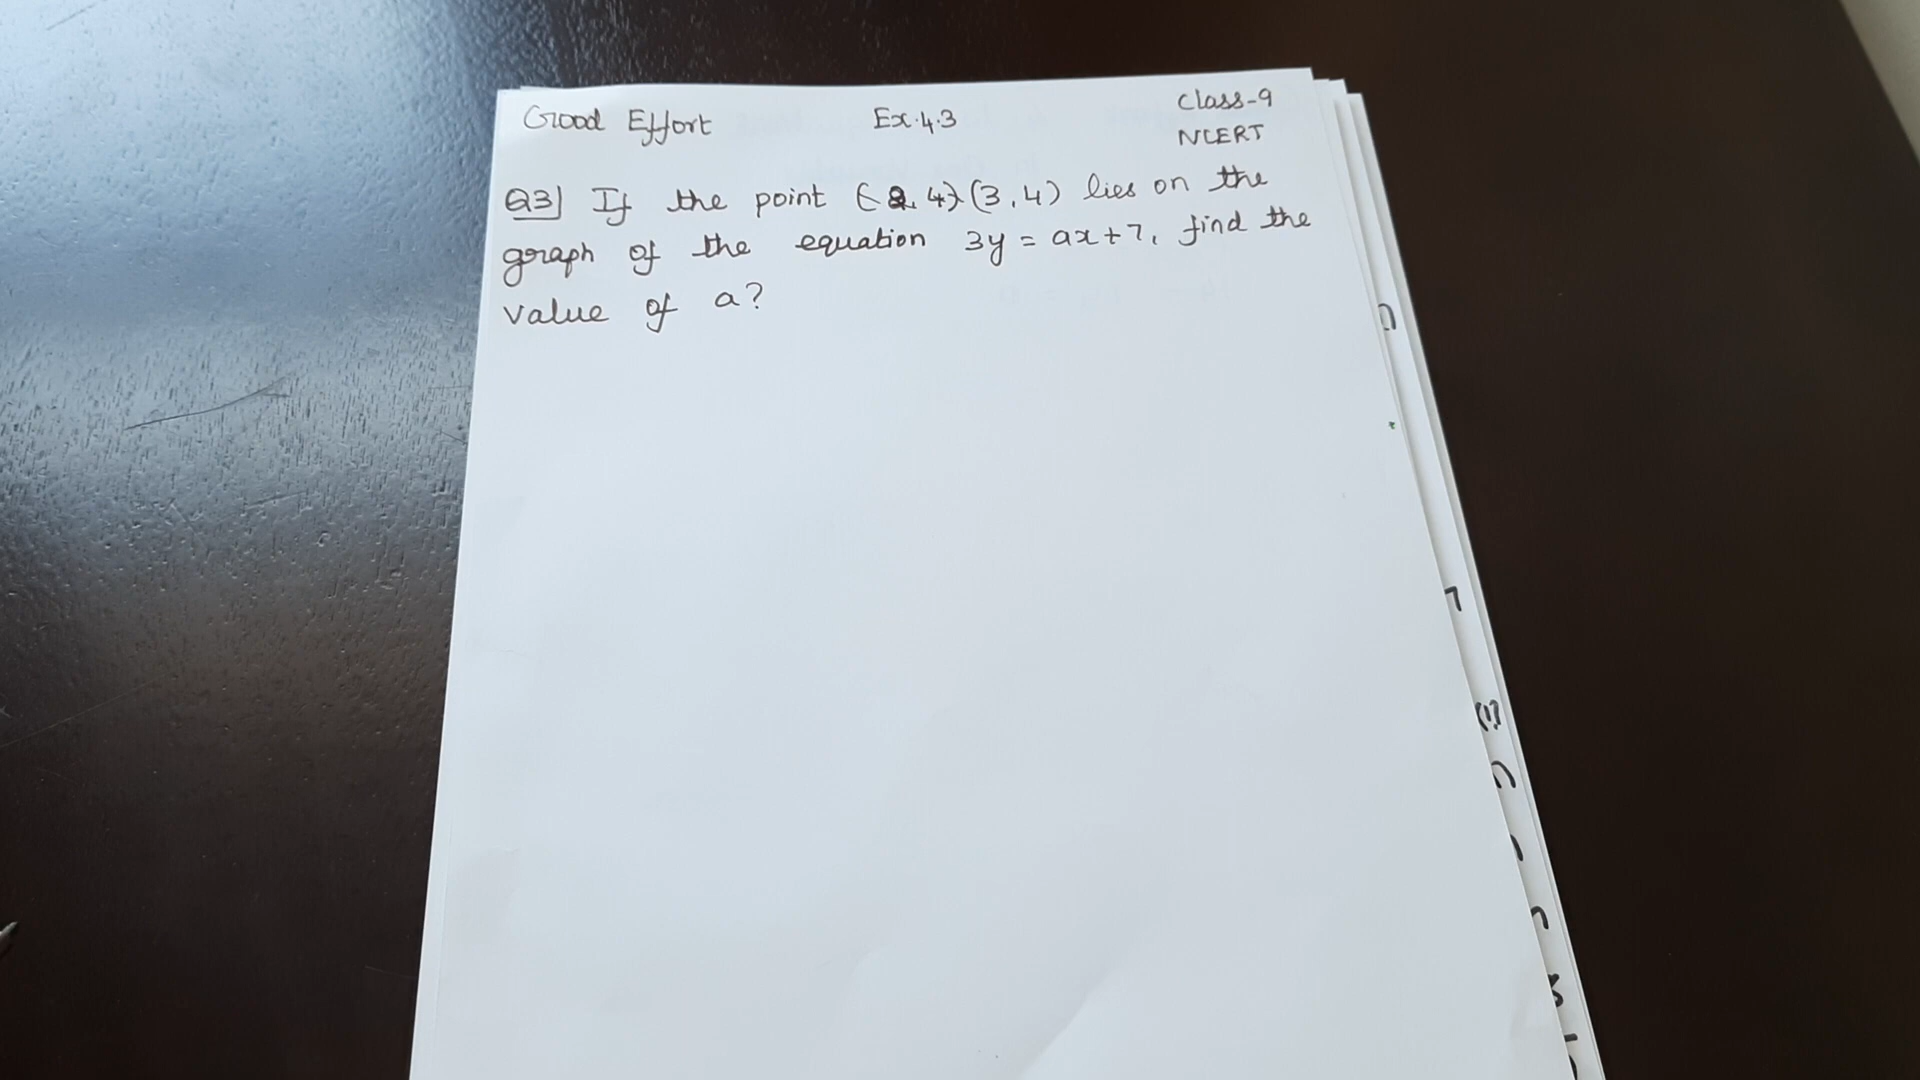 Good Effort Ex.4.3 Class-9
NCERT
Q3] If the point (3,4) lies on the
graph of the equation 3y = ax+7, find the
value of a?